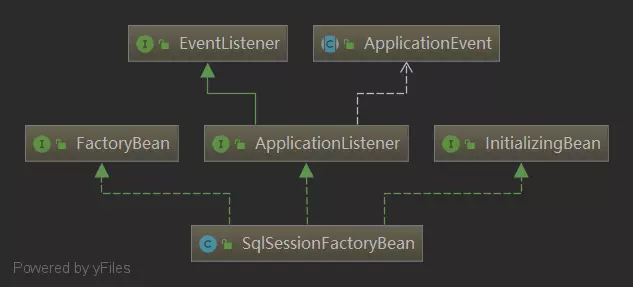 EventListener
ApplicationEvent
FactoryBean
ApplicationListener
InitializingBean
SqlSessionFactoryBean
Powered by yFiles